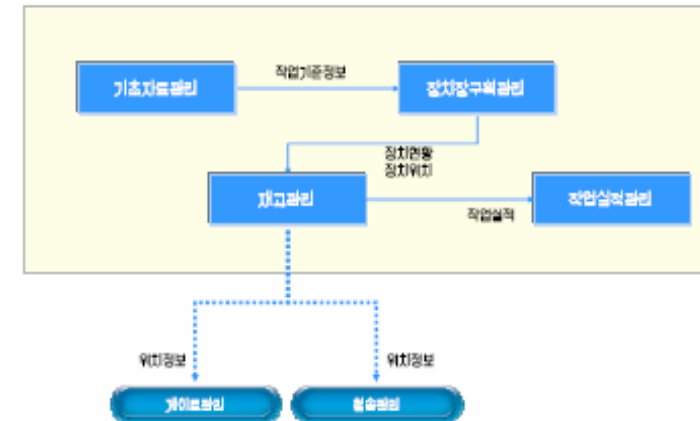 기초자료관리
작업기준정보
장치장구획관리
장치현황
장치위치
재고관리
작업실적
작업실적관리
위치정보
위치정보
게이트관리
철송관리